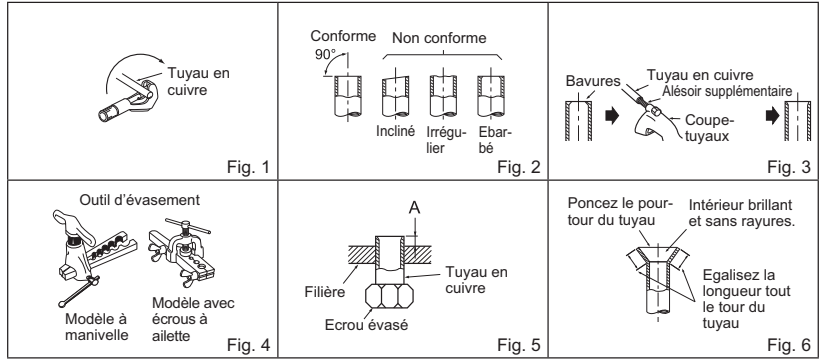 Tuyau en
cuivre
Fig. 1
Conforme
Non conforme
90°
Incliné
Irrégu-
lier
Ebar-
bé
Fig. 2
Bavures
Tuyau en cuivre
Alésoir supplémentaire
Coupe-
tuyaux
Fig. 3
Outil d'évasement
Modèle à
manivelle
Modèle avec
écrous à
ailette
Fig. 4
A
Filière
Tuyau en
cuivre
Ecrou évasé
Fig. 5
Poncez le pour-
tour du tuyau
Intérieur brillant
et sans rayures.
Egalisez la
longueur tout
le tour du
tuyau
Fig. 6